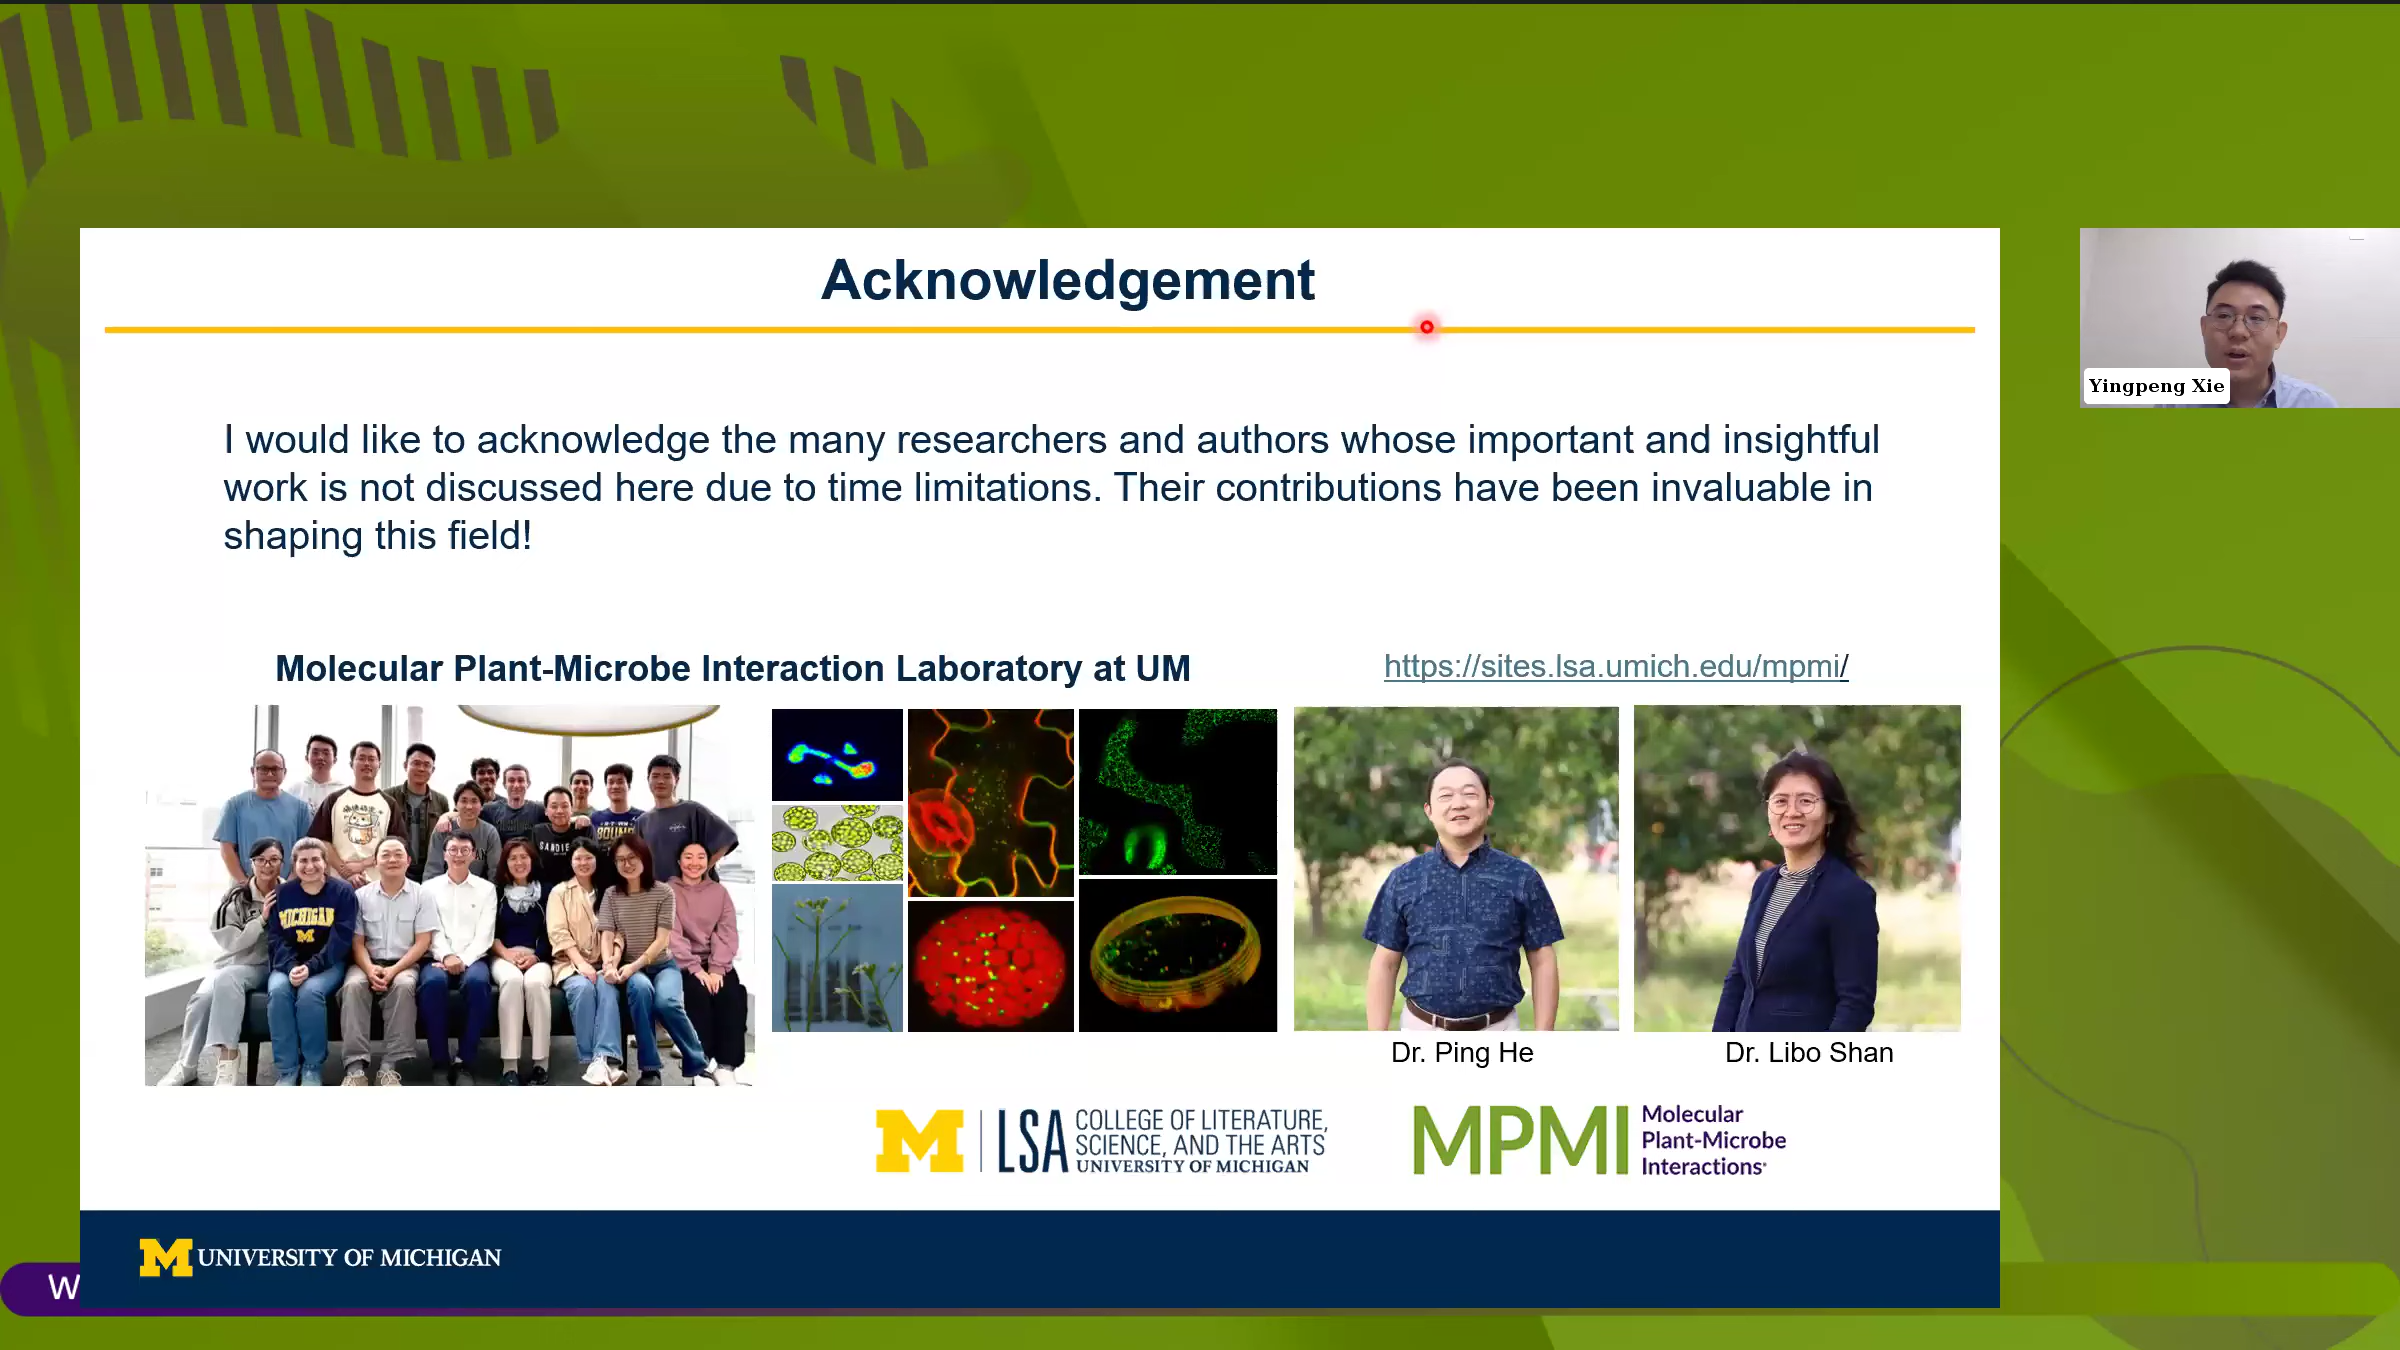 Acknowledgement
Yingpeng Xie
I would like to acknowledge the many researchers and authors whose important and insightful
work is not discussed here due to time limitations. Their contributions have been invaluable in
shaping this field!
Molecular Plant-Microbe Interaction Laboratory at UM
https://sites.lsa.umich.edu/mpmi/
MICHIGAN
M
Dr. Ping He
Dr. Libo Shan
M LSA COLLEGE OF LITERATURE,
SCIENCE, AND THE ARTS
UNIVERSITY OF MICHIGAN
MPMI Molecular
Plant-Microbe
Interactions
M UNIVERSITY OF MICHIGAN
W